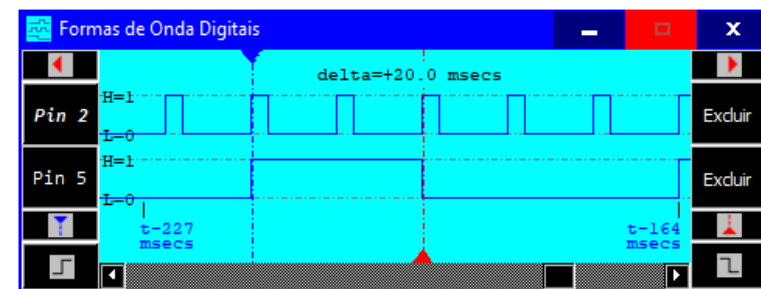 Formas de Onda Digitais
delta=+20.0 msecs
Pin 2
H=1
L=0
Excluir
Pin 5
H=1
L=0
Excluir
t-227
msecs
t-164
msecs